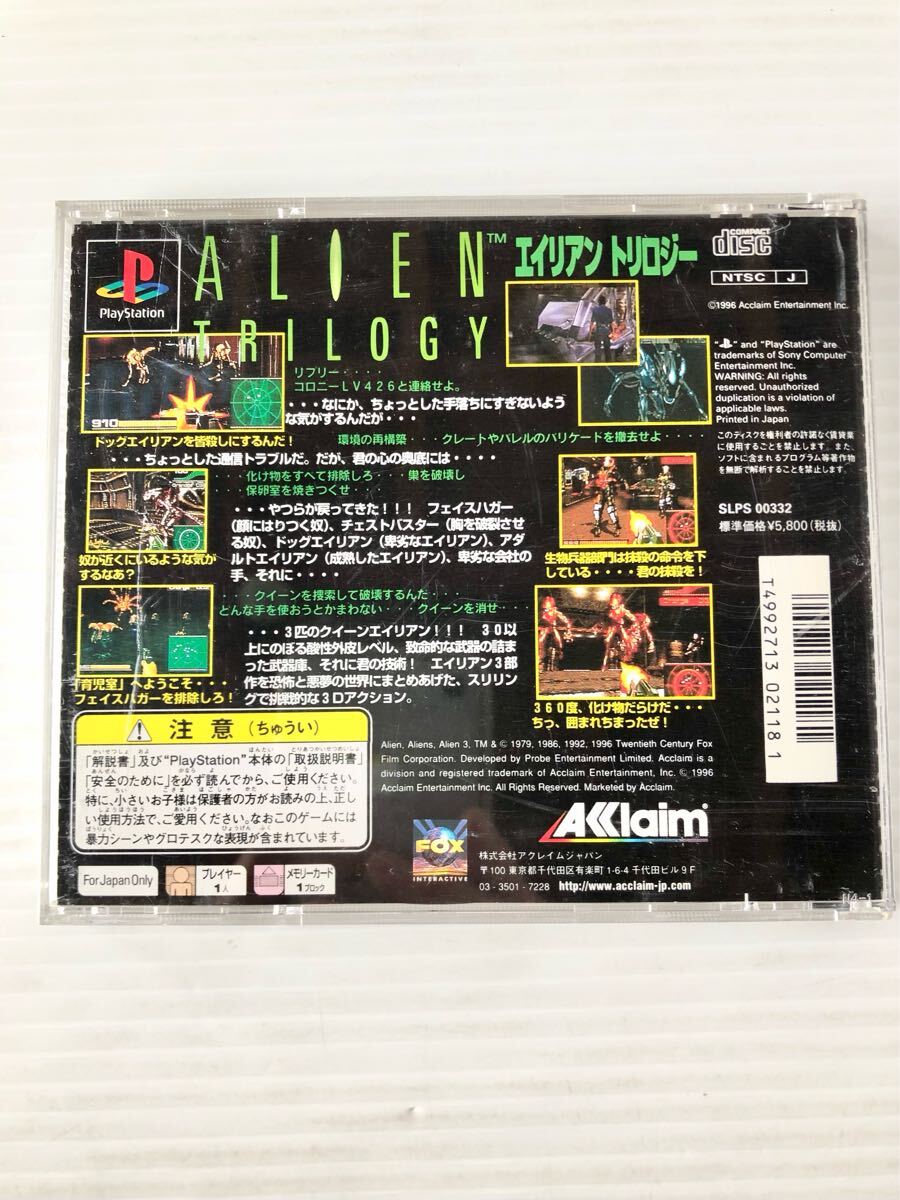 PlayStation
ALIEN™
TRILOGY
エイリアン トリロジー
COMPACT
disc
NTSC J
©1996 Acclaim Entertainment Inc.
" " and "PlayStation" are
trademarks of Sony Computer
Entertainment Inc.
WARNING: All rights
reserved. Unauthorized
duplication is a violation of
applicable laws.
Printed in Japan
このディスクを権利者の許諾なく賃貸業
に使用することを禁止します。また、
ソフトに含まれるプログラム等著作物
を無断で解析することを禁止します。
SLPS 00332
標準価格¥5,800(税抜)
T4992713 021181
リプリー・・・・
コロニーLV426と連絡せよ。
・・・なにか、ちょっとした手落ちにすぎないよう
な気がするんだが・・・
910
ドッグエイリアンを皆殺しにするんだ!
環境の再構築・・・クレートやバレルのバリケードを撤去せよ・・・・
・・・ちょっとした通信トラブルだ。だが、君の心の奥底には・・・・
・・・化け物をすべて排除しろ・・・巣を破壊し
・・・保卵室を焼きつくせ・・・
・・・やつらが戻ってきた!!! フェイスハガー
(顔にはりつく奴)、チェストバスター(胸を破裂させ
る奴)、ドッグエイリアン(卑劣なエイリアン)、アダ
ルトエイリアン(成熟したエイリアン)、卑劣な会社の
手、それに・・・・
奴が近くにいるような気が
するなあ?
生物兵器部門は抹殺の命令を下
している・・・・君の抹殺を!
・・・クイーンを捜索して破壊するんた・・・
どんな手を使おうとかまわない・・・クイーンを消せ・・・
・・・3匹のクイーンエイリアン!!! 30以
上にのぼる酸性外皮レベル、致命的な武器の詰ま
った武器庫、それに君の技術! エイリアン3部
作を恐怖と悪夢の世界にまとめあげた、スリリン
グで挑戦的な3Dアクション。
「育児室」へようこそ・・・
フェイスハガーを排除しろ!
360度、化け物だらけだ・・・
ちっ、囲まれちまったぜ!
注意(ちゅうい)
「解説書」及び"PlayStation"本体の「取扱説明書」
「安全のために」を必ず読んでから、ご使用ください。
特に、小さいお子様は保護者の方がお読みの上、正し
い使用方法で、ご愛用ください。なおこのゲームには
暴力シーンやグロテスクな表現が含まれています。
For Japan Only
プレイヤー
1人
メモリーカード
1ブロック
Alien, Aliens, Alien 3, TM & © 1979, 1986, 1992, 1996 Twentieth Century Fox
Film Corporation. Developed by Probe Entertainment Limited. Acclaim is a
division and registered trademark of Acclaim Entertainment, Inc. © 1996
Acclaim Entertainment Inc. All Rights Reserved. Marketed by Acclaim.
FOX
INTERACTIVE
AKKlaim
株式会社アクレイムジャパン
〒100 東京都千代田区有楽町1-6-4 千代田ビル9F
03-3501-7228 http://www.acclaim-jp.com